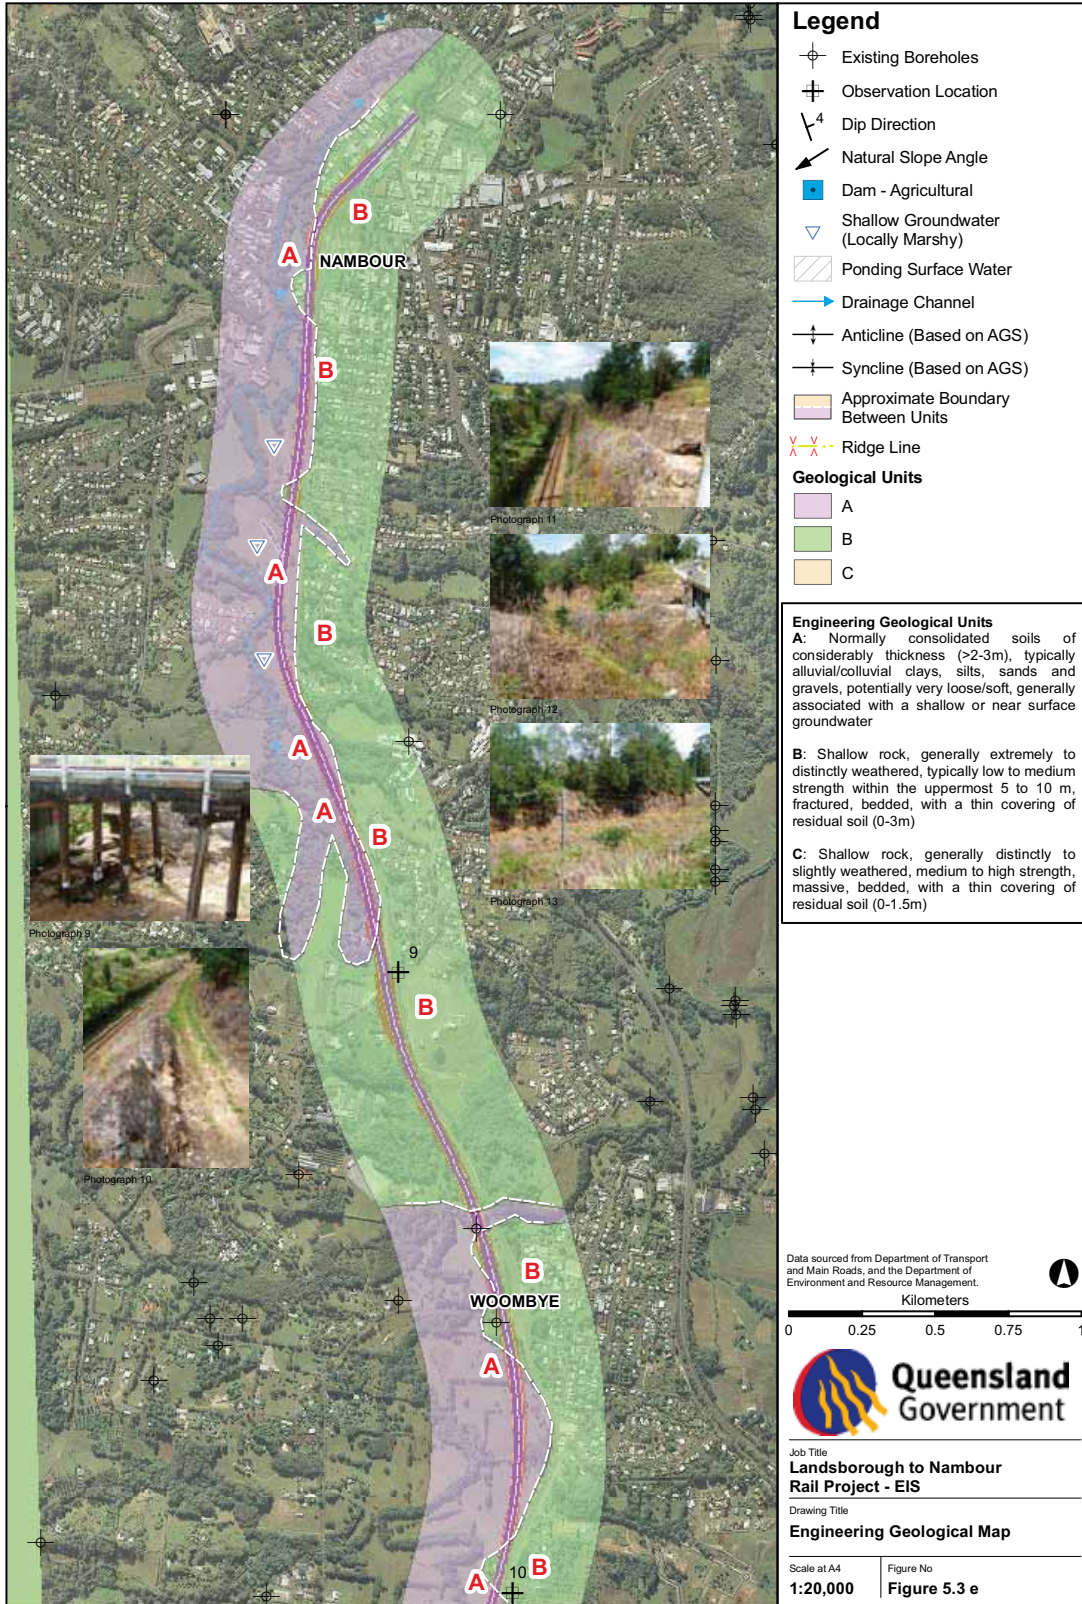 A
B
NAMBOUR
B
A
B
A
A
B
9
B
B
WOOMBYE
A
A
B
10
Photograph 11
Photograph 12
Photograph 13
Photograph 9
Photograph 10
Legend
Existing Boreholes
Observation Location
4
Dip Direction
Natural Slope Angle
Dam - Agricultural
Shallow Groundwater
(Locally Marshy)
Ponding Surface Water
Drainage Channel
Anticline (Based on AGS)
Syncline (Based on AGS)
Approximate Boundary
Between Units
Ridge Line
Geological Units
A
B
C
Engineering Geological Units
A: Normally consolidated soils of
considerably thickness (>2-3m), typically
alluvial/colluvial clays, silts, sands and
gravels, potentially very loose/soft, generally
associated with a shallow or near surface
groundwater
B: Shallow rock, generally extremely to
distinctly weathered, typically low to medium
strength within the uppermost 5 to 10 m,
fractured, bedded, with a thin covering of
residual soil (0-3m)
C: Shallow rock, generally distinctly to
slightly weathered, medium to high strength,
massive, bedded, with a thin covering of
residual soil (0-1.5m)
Data sourced from Department of Transport
and Main Roads, and the Department of
Environment and Resource Management.
Kilometers
0 0.25 0.5 0.75 1
Queensland
Government
Job Title
Landsborough to Nambour
Rail Project - EIS
Drawing Title
Engineering Geological Map
Scale at A4
1:20,000
Figure No
Figure 5.3 e